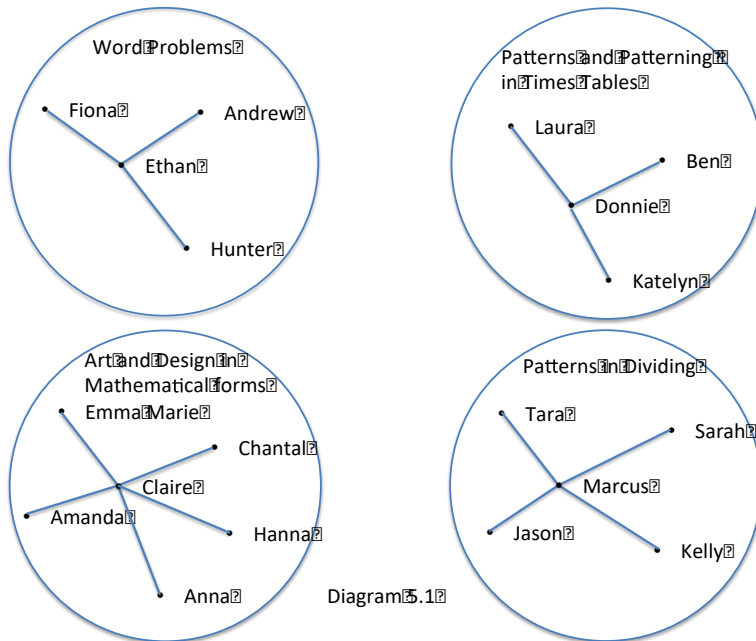 Word Problems
Fiona
Andrew
Ethan
Hunter
Patterns and Patterning
in Times Tables
Laura
Ben
Donnie
Katelyn
Art and Design in
Mathematical forms
Emma Marie
Chantal
Claire
Amanda
Hanna
Anna
Patterns in Dividing
Tara
Sarah
Marcus
Jason
Kelly
Diagram 5.1